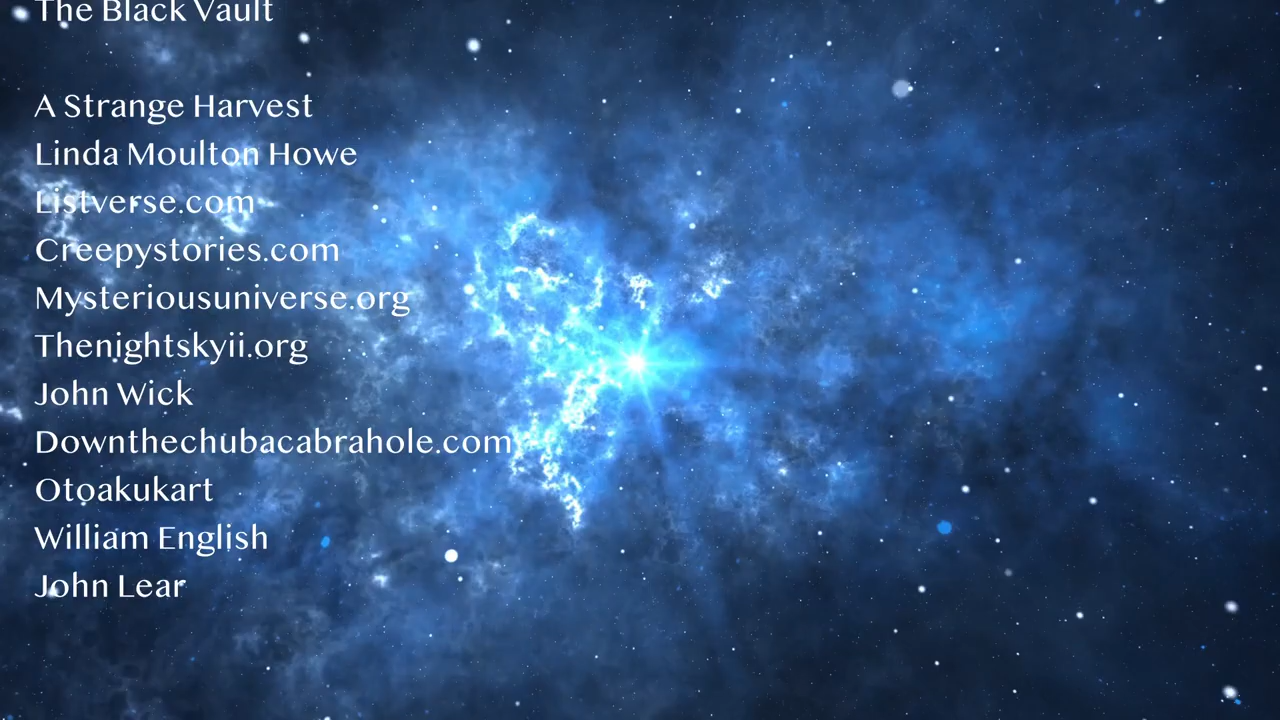 The Black Vault
A Strange Harvest
Linda Moulton Howe
Listverse.com
Creepystories.com
Mysteriousuniverse.org
Thenightskyii.org
John Wick
Downthechubacabrahole.com
Otoakukart
William English
John Lear